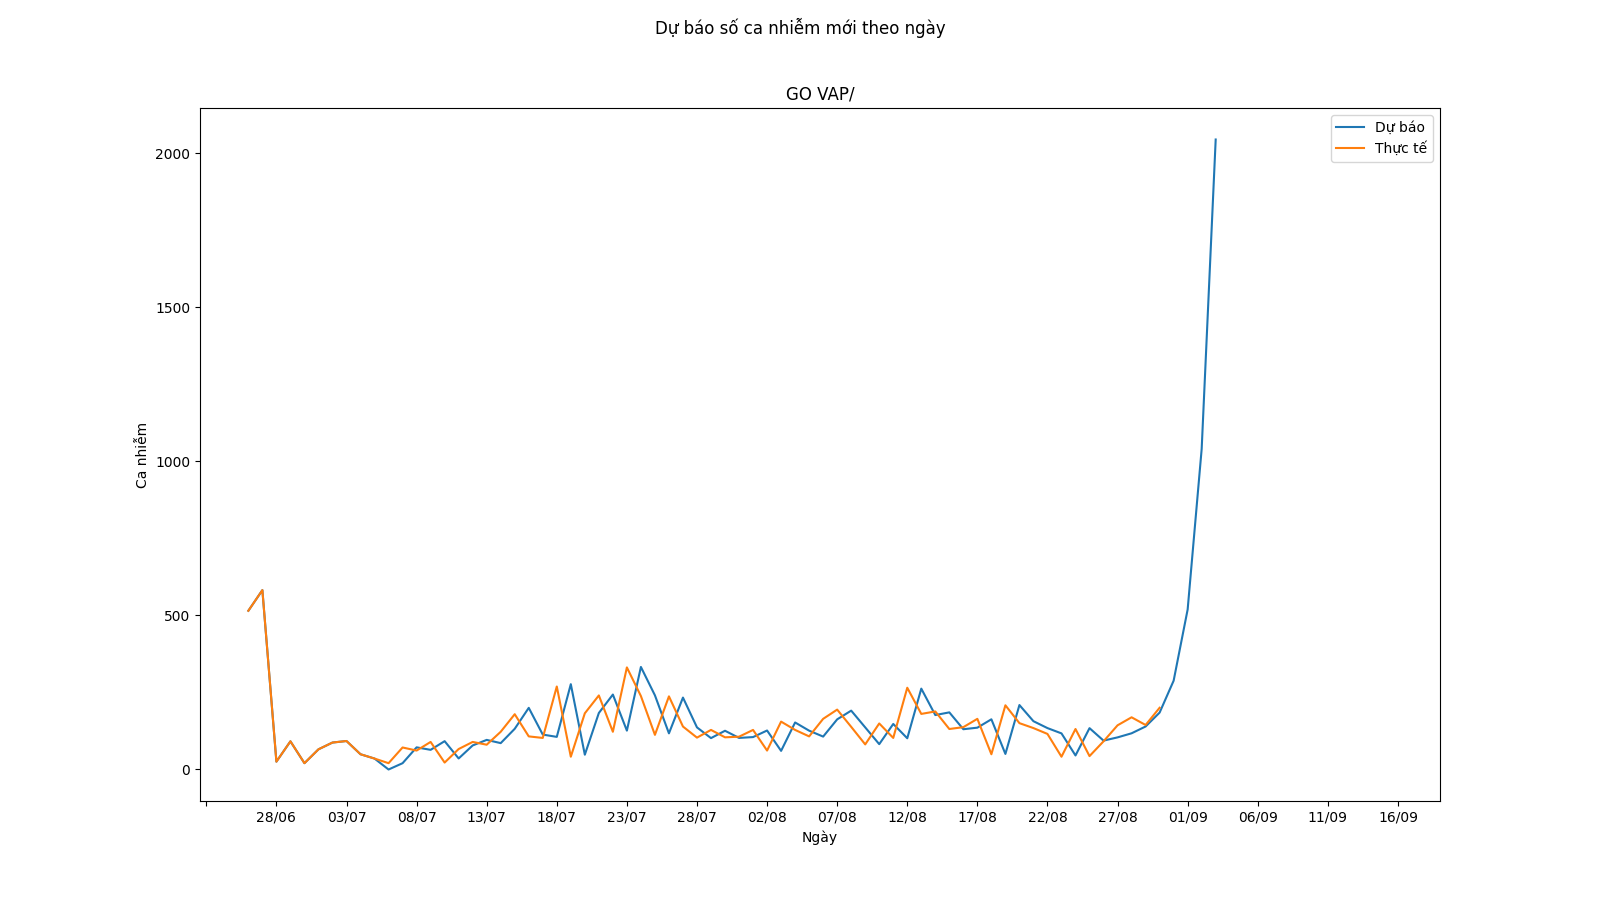 Dự báo số ca nhiễm mới theo ngày
GO VAP/
Dự báo
Thực tế
2000
1500
1000
500
0
Ca nhiễm
28/06 03/07 08/07 13/07 18/07 23/07 28/07 02/08 07/08 12/08 17/08 22/08 27/08 01/09 06/09 11/09 16/09
Ngày